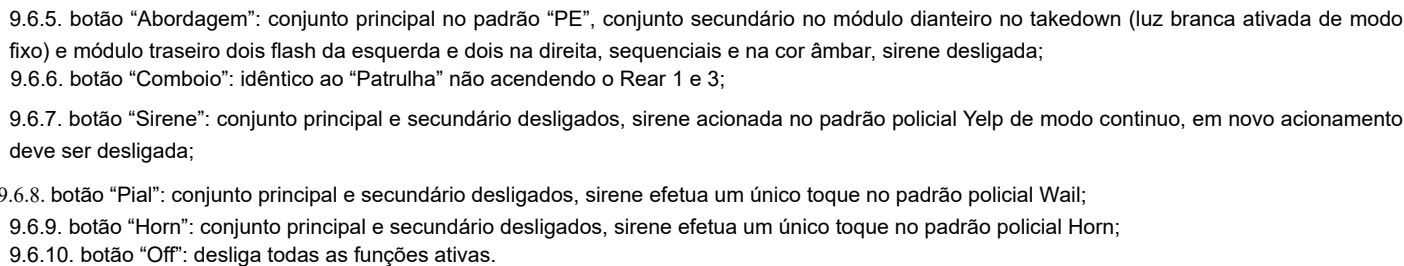 9.6.5. botão “Abordagem”: conjunto principal no padrão “PE”, conjunto secundário no módulo dianteiro no takedown (luz branca ativada de modo
fixo) e módulo traseiro dois flash da esquerda e dois na direita, sequenciais e na cor âmbar, sirene desligada;
9.6.6. botão “Comboio”: idêntico ao “Patrulha” não acendendo o Rear 1 e 3;
9.6.7. botão “Sirene”: conjunto principal e secundário desligados, sirene acionada no padrão policial Yelp de modo continuo, em novo acionamento
deve ser desligada;
9.6.8. botão “Pial”: conjunto principal e secundário desligados, sirene efetua um único toque no padrão policial Wail;
9.6.9. botão “Horn”: conjunto principal e secundário desligados, sirene efetua um único toque no padrão policial Horn;
9.6.10. botão “Off”: desliga todas as funções ativas.